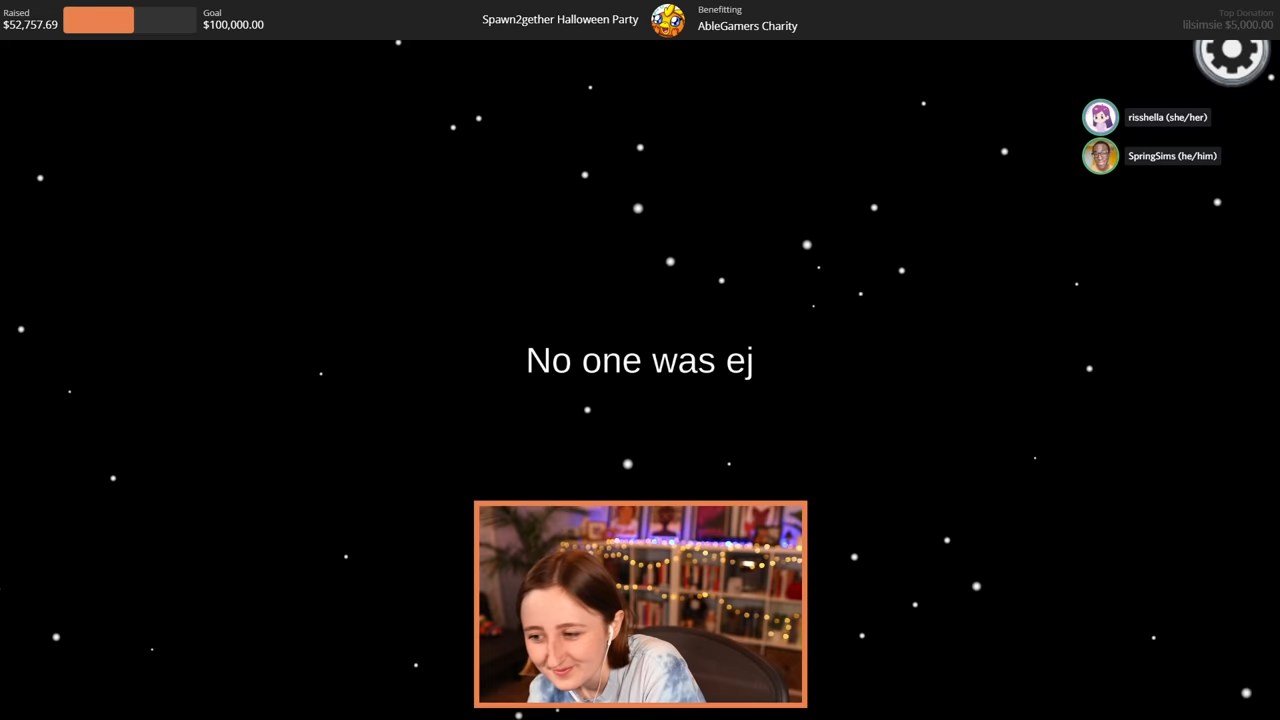 Raised
$52,757.69
Goal
$100,000.00
Spawn2gether Halloween Party
Benefitting
AbleGamers Charity
Top Donation
lilsimsie $5,000.00
risshella (she/her)
SpringSims (he/him)
No one was ej